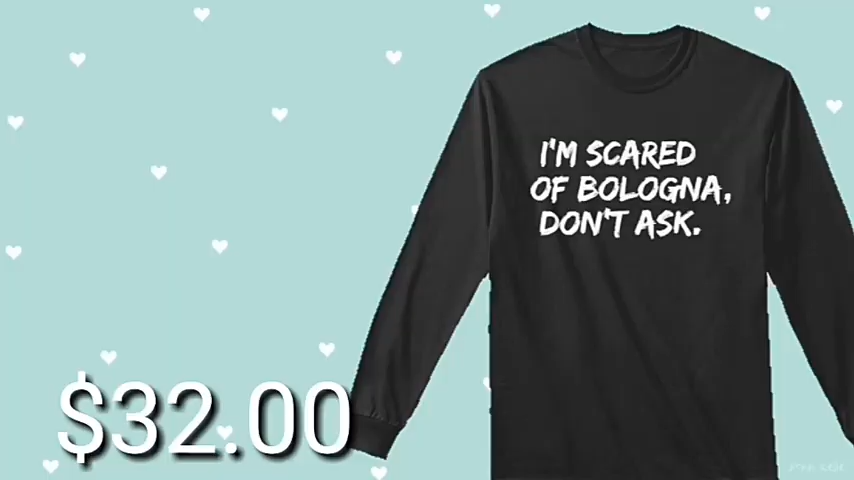 I'M SCARED
OF BOLOGNA,
DON'T ASK.
$32.00